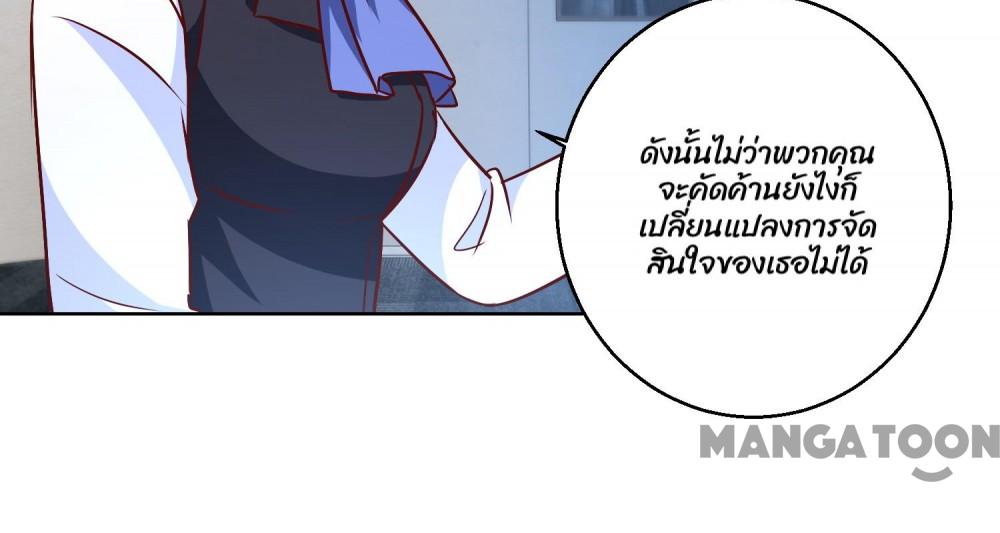 ดังนั้นไม่ว่าพวกคุณ
จะคัดค้านยังไงก็
เปลี่ยนแปลงการจัด
สินใจของเธอไม่ได้
MANGATOON